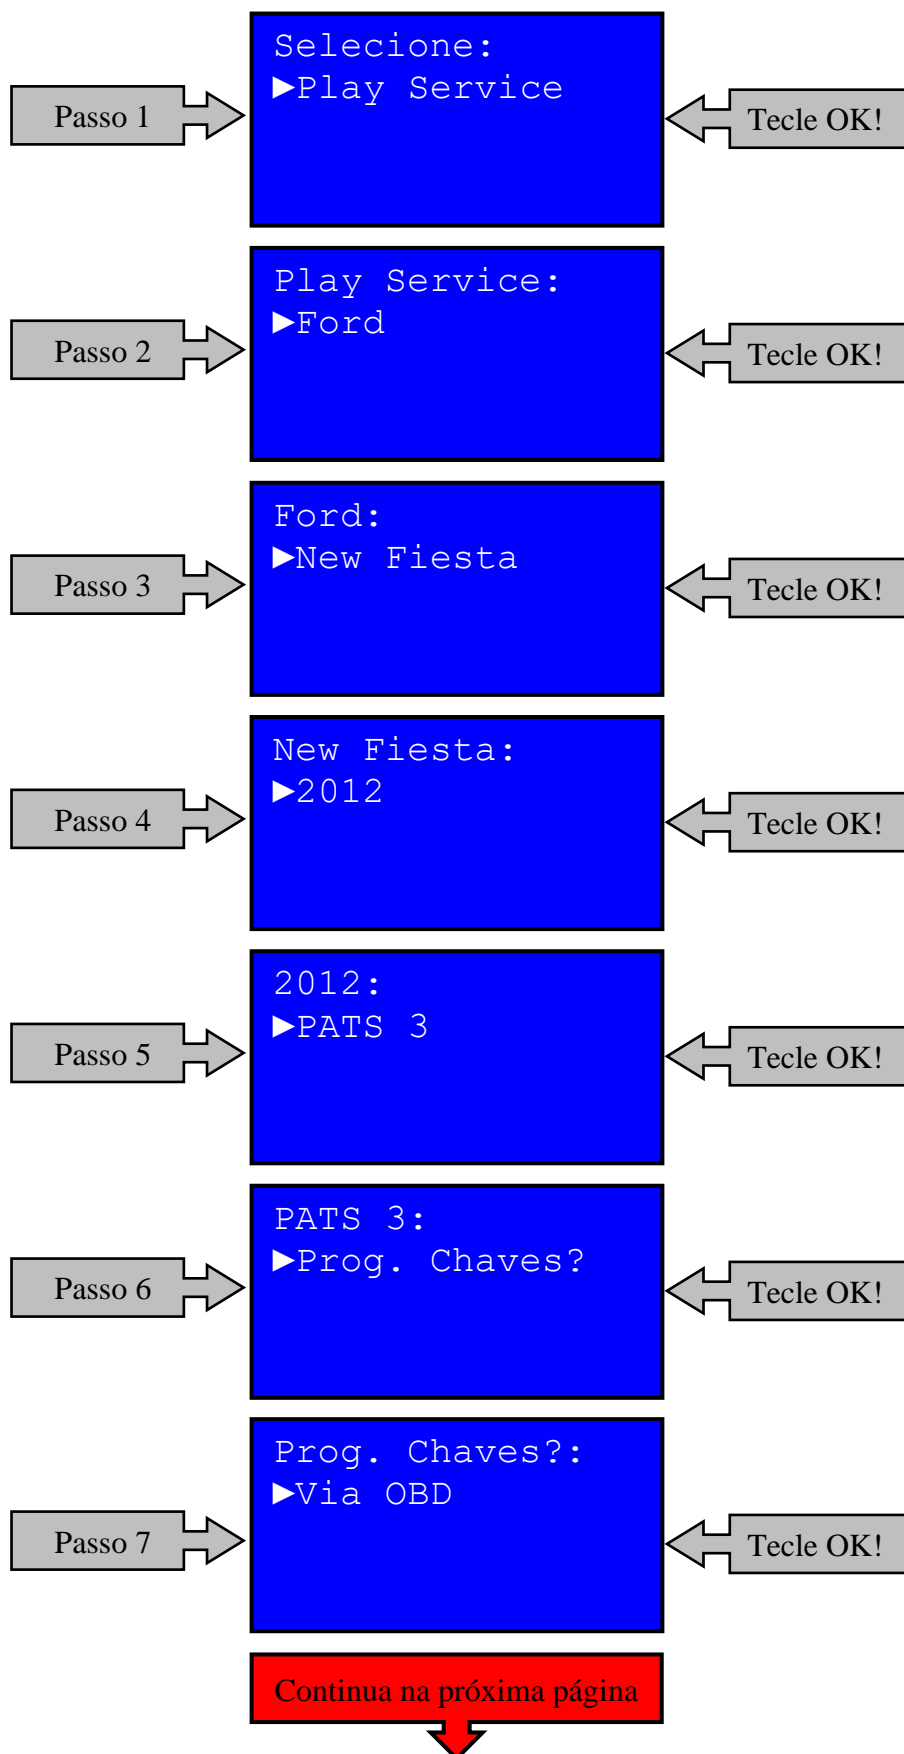 Selecione:
►Play Service
Passo 1
Tecle OK!
Play Service:
►Ford
Passo 2
Tecle OK!
Ford:
►New Fiesta
Passo 3
Tecle OK!
New Fiesta:
►2012
Passo 4
Tecle OK!
2012:
►PATS 3
Passo 5
Tecle OK!
PATS 3:
►Prog. Chaves?
Passo 6
Tecle OK!
Prog. Chaves?:
►Via OBD
Passo 7
Tecle OK!
Continua na próxima página